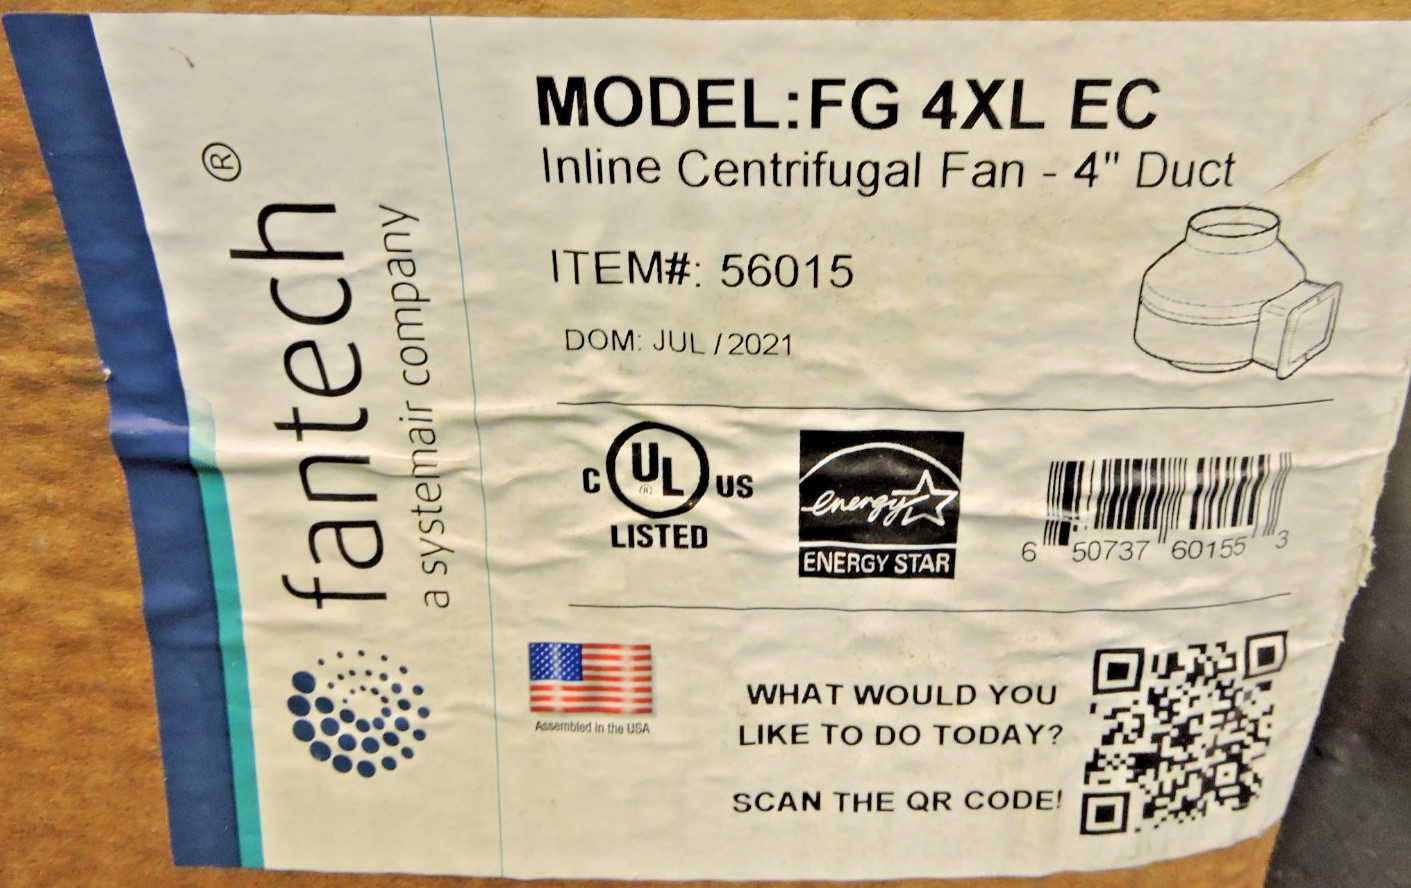 fantech®
a systemair company
MODEL:FG 4XL EC
Inline Centrifugal Fan - 4" Duct
ITEM#: 56015
DOM: JUL /2021
C UL ® US
LISTED
energy
ENERGY STAR
6 50737 60155 3
Assembled in the USA
WHAT WOULD YOU
LIKE TO DO TODAY?
SCAN THE QR CODE!